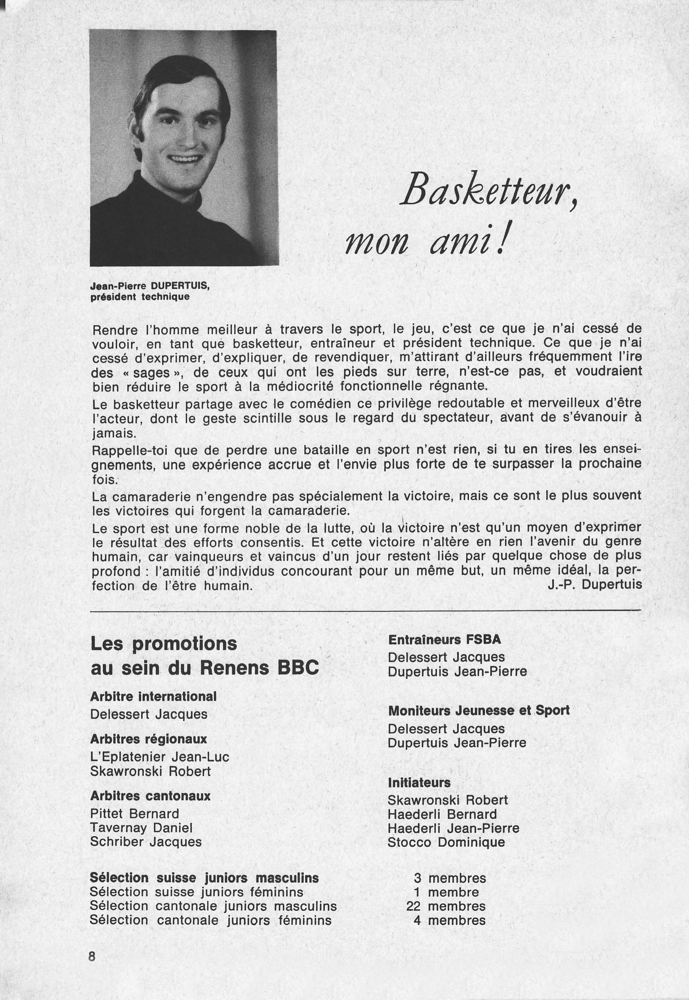 Basketteur,
mon ami !
Jean-Pierre DUPERTUIS,
président technique
Rendre l'homme meilleur à travers le sport, le jeu, c'est ce que je n'ai cessé de
vouloir, en tant que basketteur, entraîneur et président technique. Ce que je n'ai
cessé d'exprimer, d'expliquer, de revendiquer, m'attirant d'ailleurs fréquemment l'ire
des « sages », de ceux qui ont les pieds sur terre, n'est-ce pas, et voudraient
bien réduire le sport à la médiocrité fonctionnelle régnante.
Le basketteur partage avec le comédien ce privilège redoutable et merveilleux d'être
l'acteur, dont le geste scintille sous le regard du spectateur, avant de s'évanouir à
jamais.
Rappelle-toi que de perdre une bataille en sport n'est rien, si tu en tires les ensei-
gnements, une expérience accrue et l'envie plus forte de te surpasser la prochaine
fois.
La camaraderie n'engendre pas spécialement la victoire, mais ce sont le plus souvent
les victoires qui forgent la camaraderie.
Le sport est une forme noble de la lutte, où la victoire n'est qu'un moyen d'exprimer
le résultat des efforts consentis. Et cette victoire n'altère en rien l'avenir du genre
humain, car vainqueurs et vaincus d'un jour restent liés par quelque chose de plus
profond : l'amitié d'individus concourant pour un même but, un même idéal, la per-
fection de l'être humain. J.-P. Dupertuis
Les promotions
au sein du Renens BBC
Arbitre international
Delessert Jacques
Arbitres régionaux
L'Eplatenier Jean-Luc
Skawronski Robert
Arbitres cantonaux
Pittet Bernard
Tavernay Daniel
Schriber Jacques
Entraîneurs FSBA
Delessert Jacques
Dupertuis Jean-Pierre
Moniteurs Jeunesse et Sport
Delessert Jacques
Dupertuis Jean-Pierre
Initiateurs
Skawronski Robert
Haederli Bernard
Haederli Jean-Pierre
Stocco Dominique
Sélection suisse juniors masculins 3 membres
Sélection suisse juniors féminins 1 membre
Sélection cantonale juniors masculins 22 membres
Sélection cantonale juniors féminins 4 membres
8